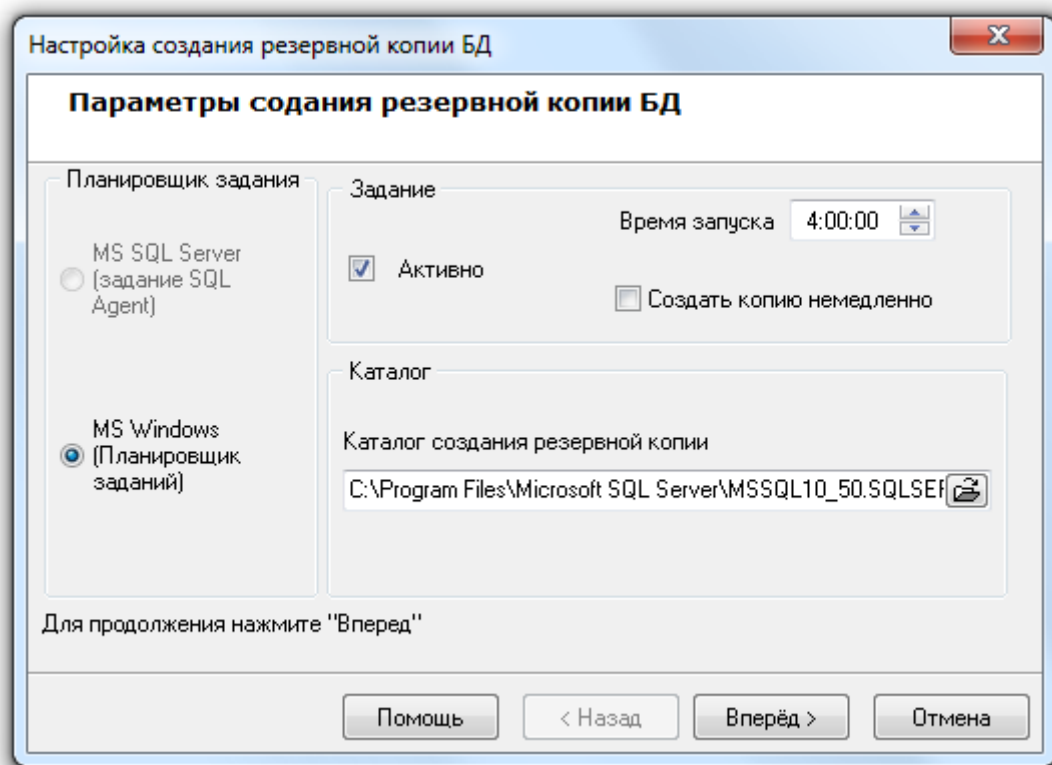 Настройка создания резервной копии БД
Параметры содания резервной копии БД
Планировщик задания
MS SQL Server
(задание SQL
Agent)
MS Windows
(Планировщик
заданий)
Задание
Время запуска 4:00:00
Активно
Создать копию немедленно
Каталог
Каталог создания резервной копии
C:\Program Files\Microsoft SQL Server\MSSQL10_50.SQLSEF
Для продолжения нажмите "Вперед"
Помощь < Назад Вперёд > Отмена